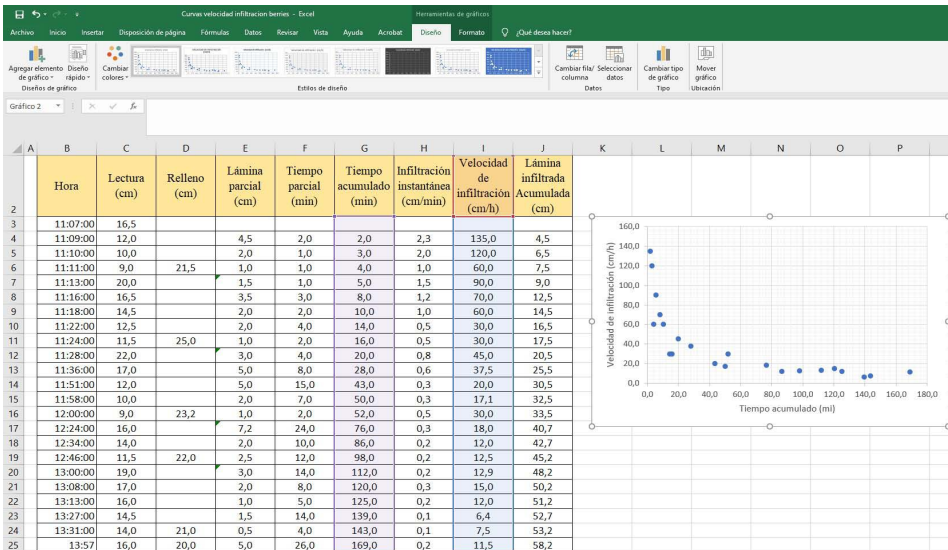 Curvas velocidad infiltracion berries - Excel
Herramientas de gráficos
Archivo Inicio Insertar Disposición de página Fórmulas Datos Revisar Vista Ayuda Acrobat Diseño Formato ¿Qué desea hacer?
Agregar elemento de gráfico
Diseño rápido
Cambiar colores
Cambiar fila/columna
Seleccionar datos
Cambiar tipo de gráfico
Mover gráfico
Diseños de gráfico
Estilos de diseño
Datos
Tipo
Ubicación
Gráfico 2
fx
A B C D E F G H I J K L M N O P
2
Hora
Lectura (cm)
Relleno (cm)
Lámina parcial (cm)
Tiempo parcial (min)
Tiempo acumulado (min)
Infiltración instantánea (cm/min)
Velocidad de infiltración (cm/h)
Lámina infiltrada Acumulada (cm)
3 11:07:00 16,5
4 11:09:00 12,0 4,5 2,0 2,0 2,3 135,0 4,5
5 11:10:00 10,0 2,0 1,0 3,0 2,0 120,0 6,5
6 11:11:00 9,0 21,5 1,0 1,0 4,0 1,0 60,0 7,5
7 11:13:00 20,0 1,5 1,0 5,0 1,5 90,0 9,0
8 11:16:00 16,5 3,5 3,0 8,0 1,2 70,0 12,5
9 11:18:00 14,5 2,0 2,0 10,0 1,0 60,0 14,5
10 11:22:00 12,5 2,0 4,0 14,0 0,5 30,0 16,5
11 11:24:00 11,5 25,0 1,0 2,0 16,0 0,5 30,0 17,5
12 11:28:00 22,0 3,0 4,0 20,0 0,8 45,0 20,5
13 11:36:00 17,0 5,0 8,0 28,0 0,6 37,5 25,5
14 11:51:00 12,0 5,0 15,0 43,0 0,3 20,0 30,5
15 11:58:00 10,0 2,0 7,0 50,0 0,3 17,1 32,5
16 12:00:00 9,0 23,2 1,0 2,0 52,0 0,5 30,0 33,5
17 12:24:00 16,0 7,2 24,0 76,0 0,3 18,0 40,7
18 12:34:00 14,0 2,0 10,0 86,0 0,2 12,0 42,7
19 12:46:00 11,5 22,0 2,5 12,0 98,0 0,2 12,5 45,2
20 13:00:00 19,0 3,0 14,0 112,0 0,2 12,9 48,2
21 13:08:00 17,0 2,0 8,0 120,0 0,3 15,0 50,2
22 13:13:00 16,0 1,0 5,0 125,0 0,2 12,0 51,2
23 13:27:00 14,5 1,5 14,0 139,0 0,1 6,4 52,7
24 13:31:00 14,0 21,0 0,5 4,0 143,0 0,1 7,5 53,2
25 13:57 16,0 20,0 5,0 26,0 169,0 0,2 11,5 58,2
Velocidad de infiltración (cm/h)
160,0
140,0
120,0
100,0
80,0
60,0
40,0
20,0
0,0
0,0 20,0 40,0 60,0 80,0 100,0 120,0 140,0 160,0 180,0
Tiempo acumulado (mi)